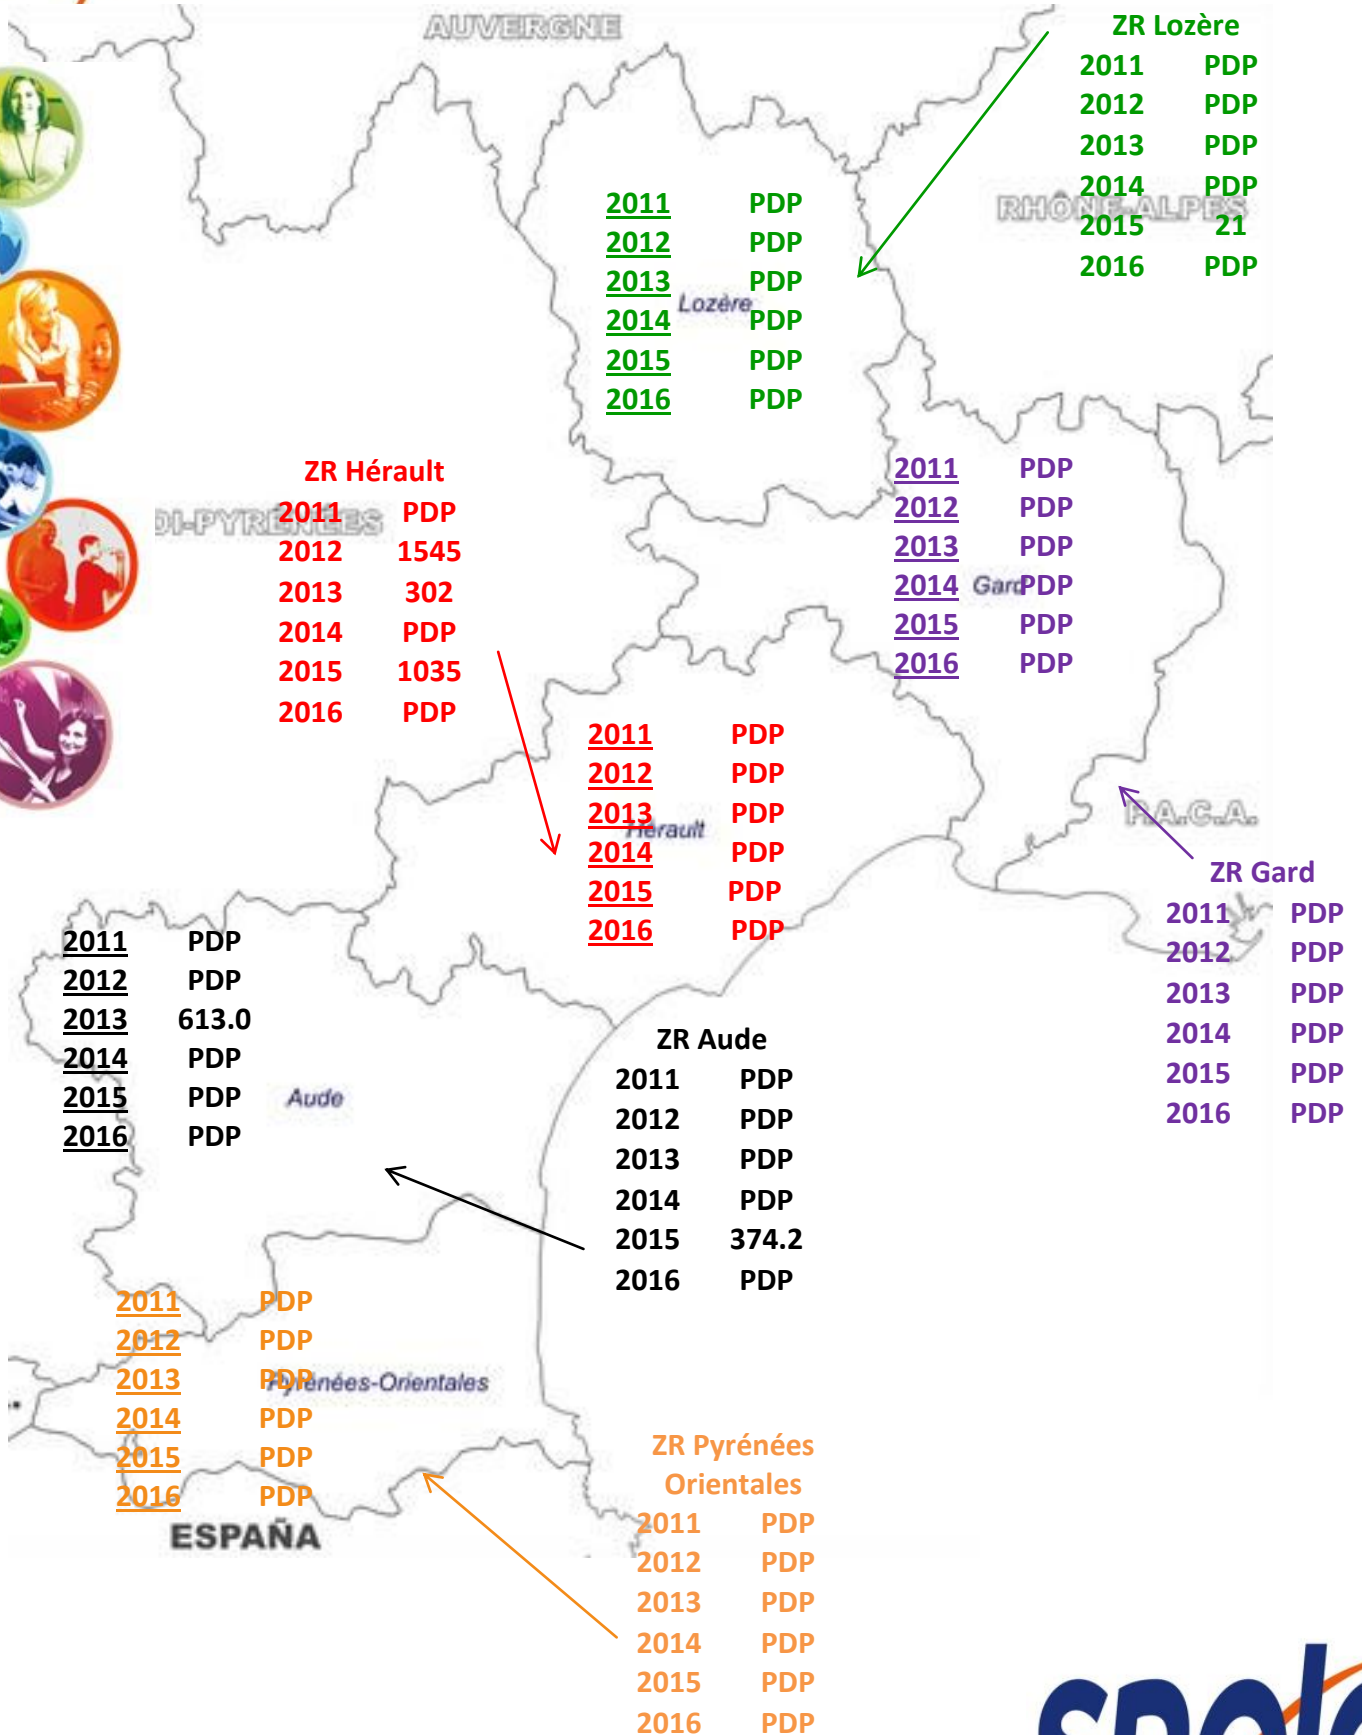 AUVERGNE
ZR Lozère
2011 PDP
2012 PDP
2013 PDP
2014 PDP
RHÔNE-ALPES
2015 21
2016 PDP
2011 PDP
2012 PDP
2013 PDP
Lozère
2014 PDP
2015 PDP
2016 PDP
ZR Hérault
DI-PYRÉNÉES
2011 PDP
2012 1545
2013 302
2014 PDP
2015 1035
2016 PDP
2011 PDP
2012 PDP
2013 PDP
2014 PDP
Gard
2015 PDP
2016 PDP
2011 PDP
2012 PDP
2013 PDP
Hérault
2014 PDP
2015 PDP
2016 PDP
P.A.C.A.
ZR Gard
2011 PDP
2012 PDP
2013 PDP
2014 PDP
2015 PDP
2016 PDP
2011 PDP
2012 PDP
2013 613.0
2014 PDP
2015 PDP
Aude
2016 PDP
ZR Aude
2011 PDP
2012 PDP
2013 PDP
2014 PDP
2015 374.2
2016 PDP
2011 PDP
2012 PDP
2013 PDP
Pyrénées-Orientales
2014 PDP
2015 PDP
2016 PDP
ESPAÑA
ZR Pyrénées
Orientales
2011 PDP
2012 PDP
2013 PDP
2014 PDP
2015 PDP
2016 PDP